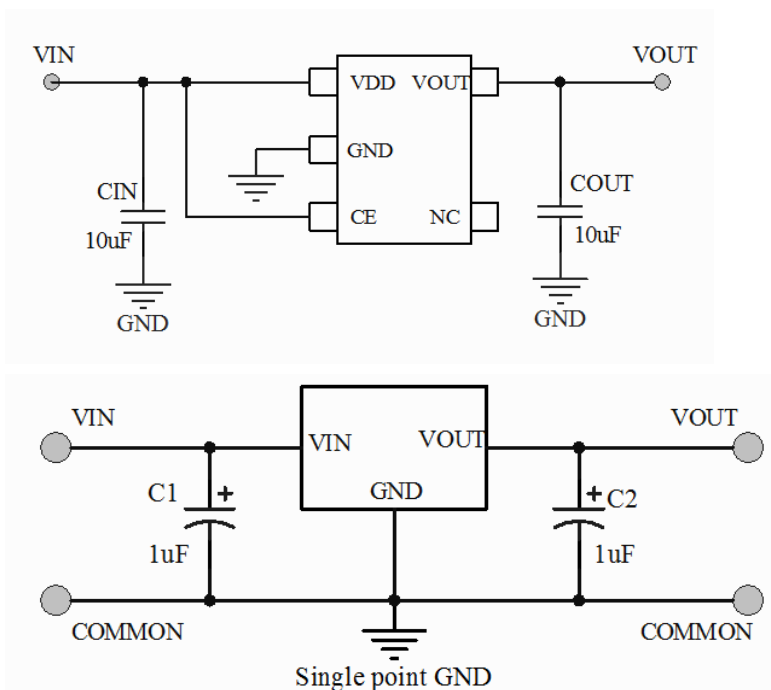 VIN
VOUT
VDD
VOUT
GND
CIN
COUT
CE
NC
10uF
10uF
GND
GND
VIN
VOUT
VIN
VOUT
C1
+
GND
+
C2
1uF
1uF
COMMON
COMMON
Single point GND